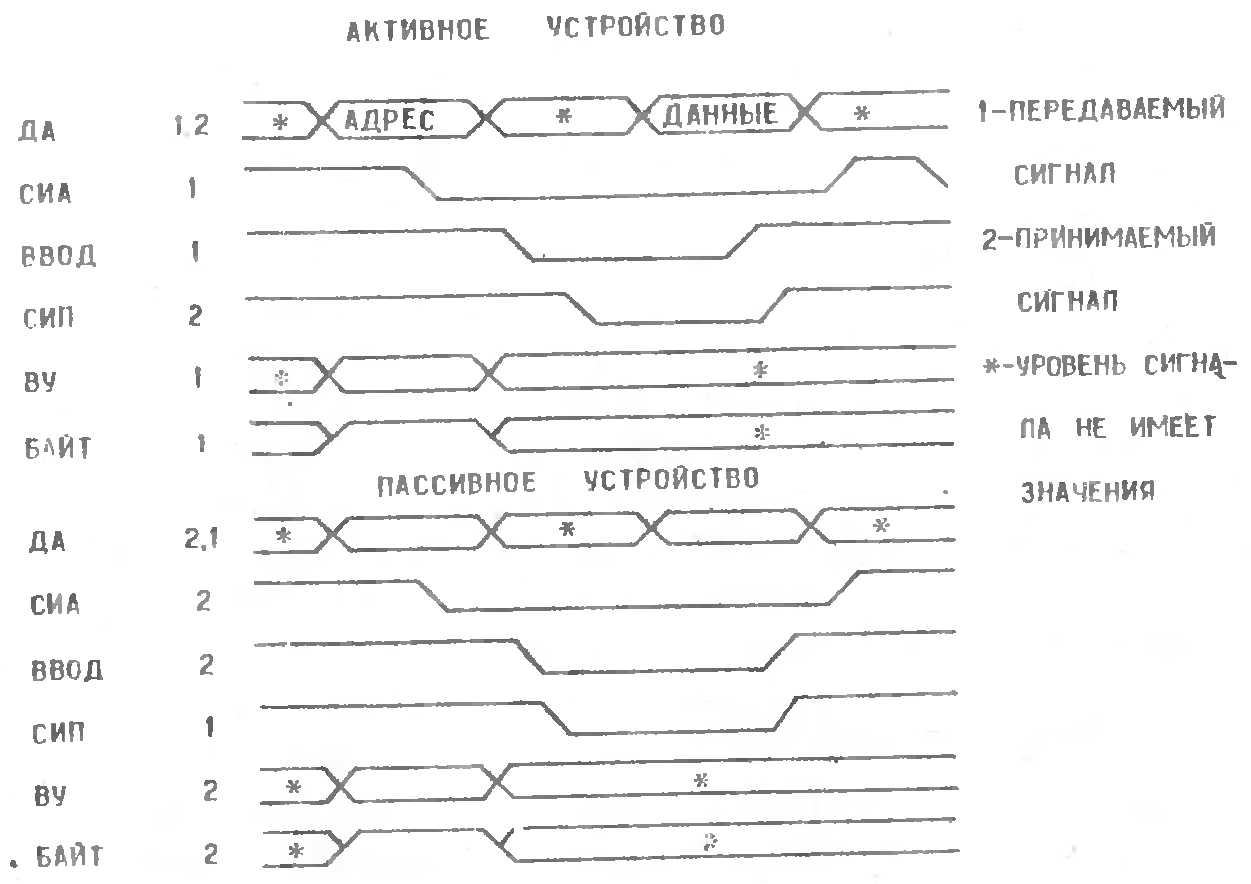 АКТИВНОЕ УСТРОЙСТВО
ДА 1,2 * АДРЕС * ДАННЫЕ * 1-ПЕРЕДАВАЕМЫЙ
СИА 1 СИГНАЛ
ВВОД 1 2-ПРИНИМАЕМЫЙ
СИП 2 СИГНАЛ
ВУ 1 * * *-УРОВЕНЬ СИГНА-
БАЙТ 1 * ЛА НЕ ИМЕЕТ
ПАССИВНОЕ УСТРОЙСТВО ЗНАЧЕНИЯ
ДА 2,1 * * *
СИА 2
ВВОД 2
СИП 1
ВУ 2 * *
БАЙТ 2 * *